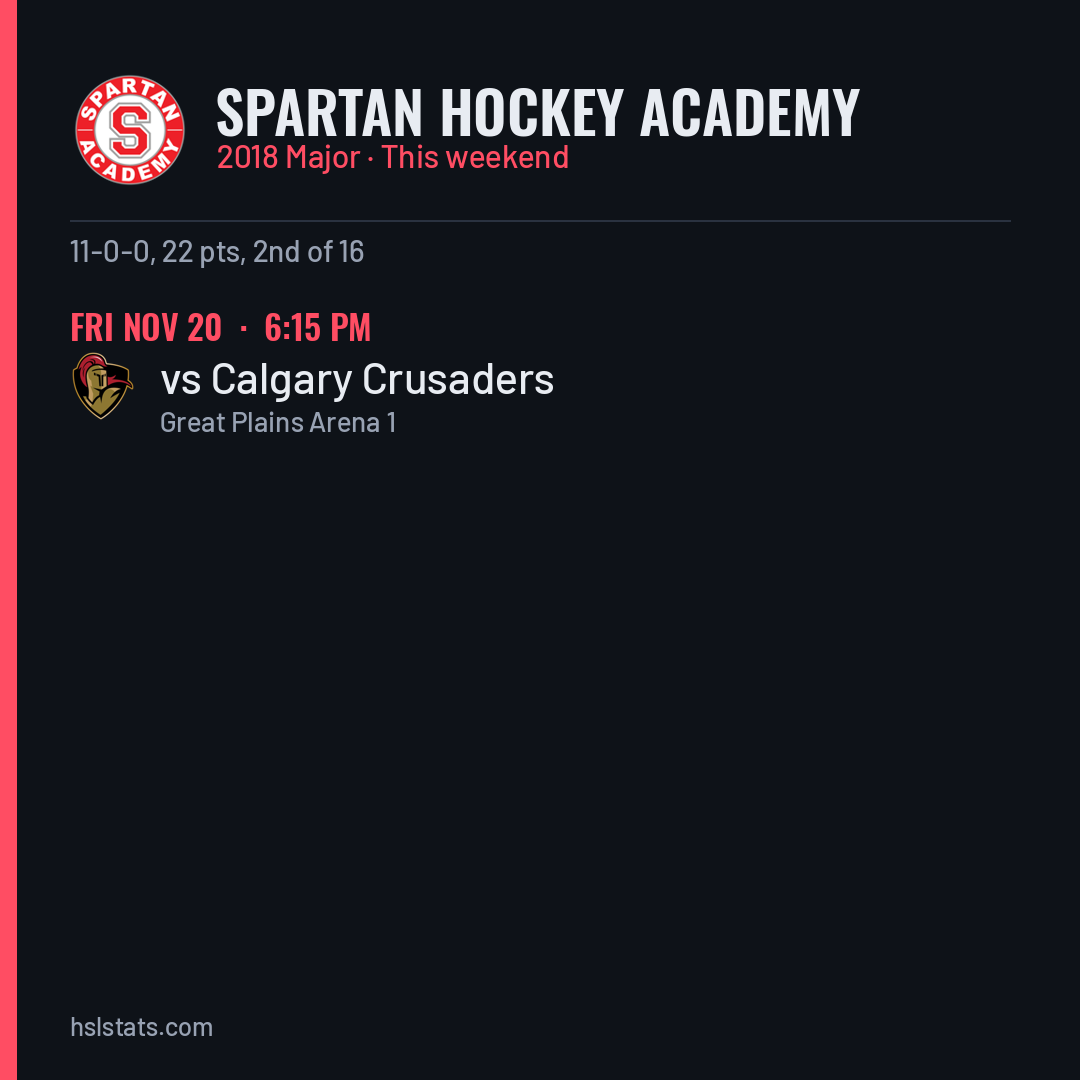 SPARTAN ACADEMY
S
SPARTAN HOCKEY ACADEMY
2018 Major · This weekend
11-0-0, 22 pts, 2nd of 16
FRI NOV 20 · 6:15 PM
vs Calgary Crusaders
Great Plains Arena 1
hslstats.com